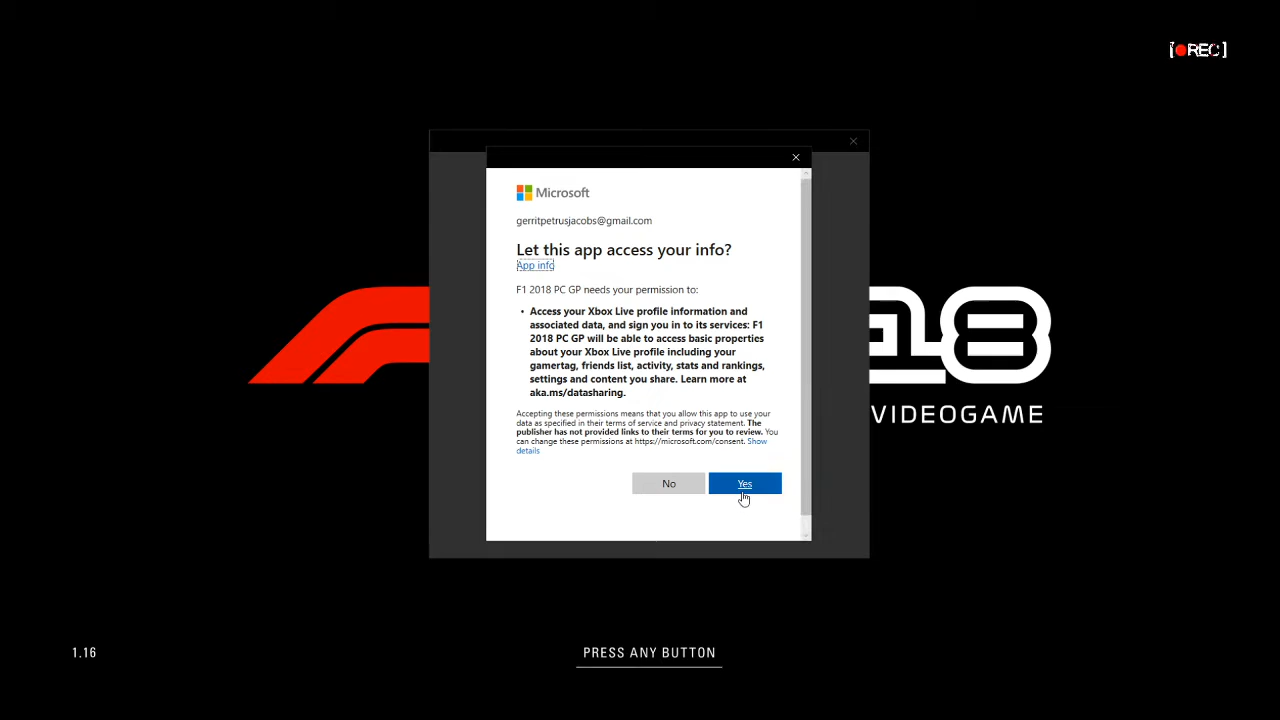 [●REC]
Microsoft
gerritpetrusjacobs@gmail.com
Let this app access your info?
App info
F1 2018 PC GP needs your permission to:
• Access your Xbox Live profile information and
associated data, and sign you in to its services: F1
2018 PC GP will be able to access basic properties
about your Xbox Live profile including your
gamertag, friends list, activity, stats and rankings,
settings and content you share. Learn more at
aka.ms/datasharing.
Accepting these permissions means that you allow this app to use your
data as specified in their terms of service and privacy statement. The
publisher has not provided links to their terms for you to review. You
can change these permissions at https://microsoft.com/consent. Show
details
No Yes
18
VIDEOGAME
1.16
PRESS ANY BUTTON